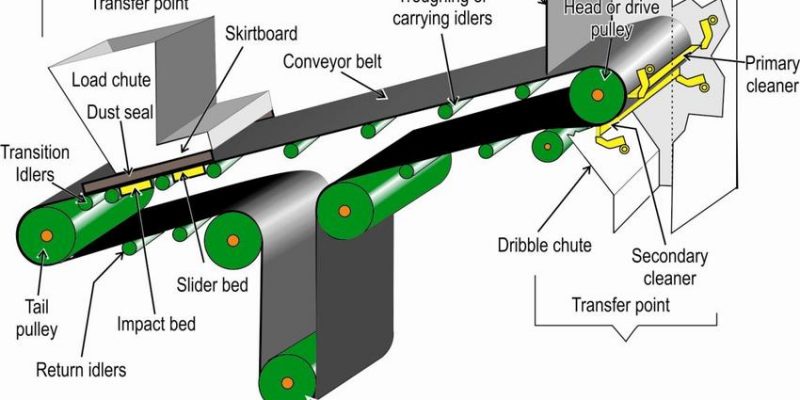 Transfer point
Skirtboard
Troughing or
carrying idlers
Head or drive
pulley
Conveyor belt
Load chute
Dust seal
Primary
cleaner
Transition
Idlers
Dribble chute
Secondary
cleaner
Slider bed
Transfer point
Tail
pulley
Impact bed
Return idlers